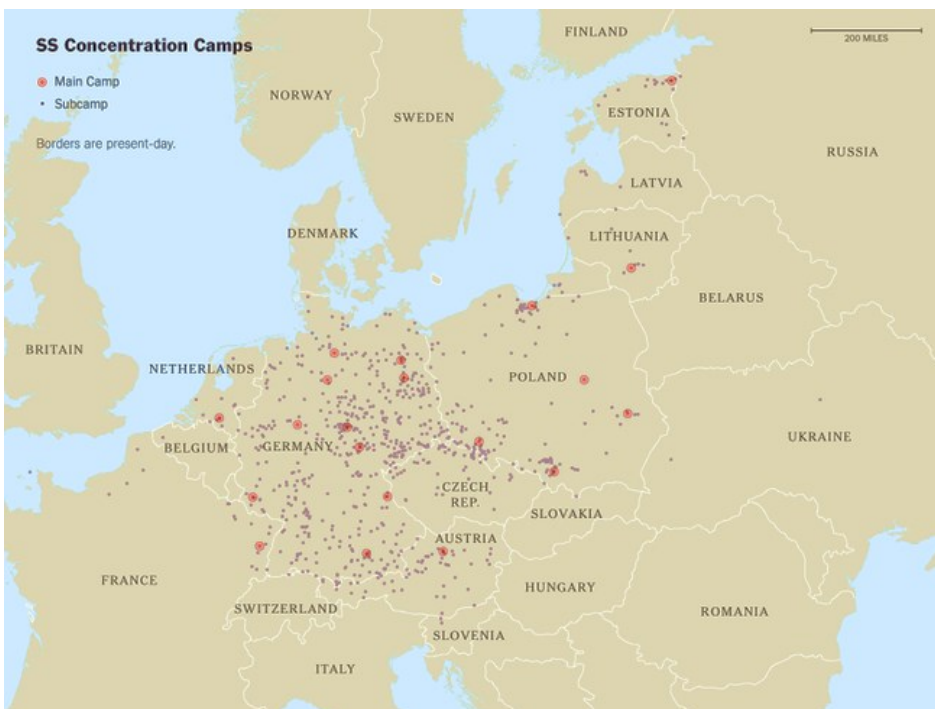 SS Concentration Camps
Main Camp
Subcamp
Borders are present-day.
200 MILES
FINLAND
NORWAY
SWEDEN
ESTONIA
RUSSIA
LATVIA
DENMARK
LITHUANIA
BELARUS
BRITAIN
NETHERLANDS
POLAND
BELGIUM
GERMANY
UKRAINE
CZECH
REP.
SLOVAKIA
AUSTRIA
FRANCE
HUNGARY
SWITZERLAND
ROMANIA
SLOVENIA
ITALY